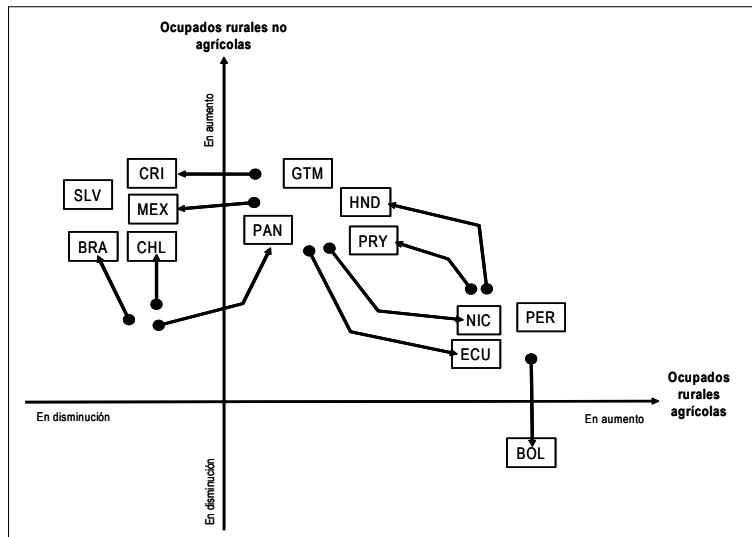 Ocupados rurales no
agrícolas
En aumento
CRI
GTM
SLV
MEX
HND
BRA
CHL
PAN
PRY
NIC
PER
ECU
Ocupados
rurales
agrícolas
En disminución
En aumento
BOL
En disminución